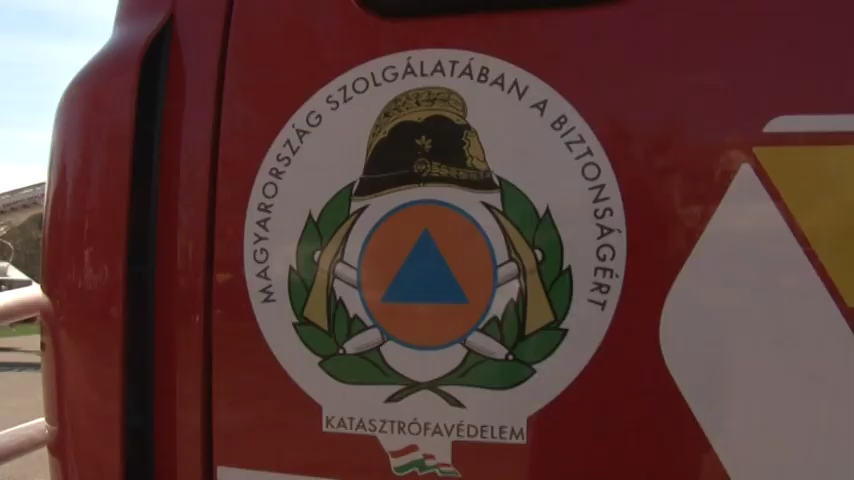 MAGYARORSZÁG SZOLGÁLATÁBAN A BIZTONSÁGÉRT
KATASZTRÓFAVÉDELEM